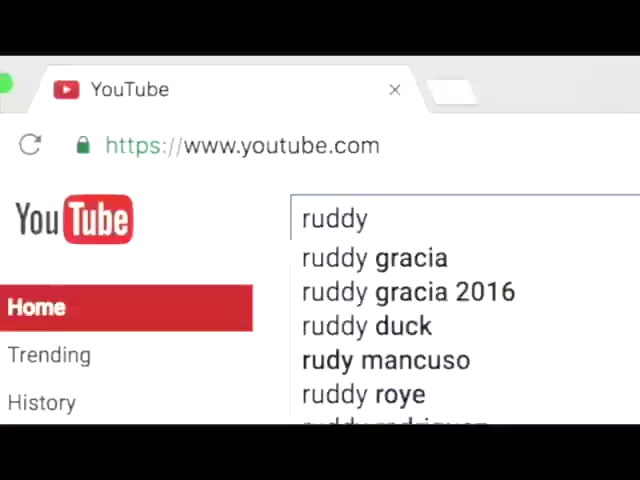 YouTube
https://www.youtube.com
YouTube
ruddy
ruddy gracia
ruddy gracia 2016
ruddy duck
rudy mancuso
ruddy roye
Home
Trending
History